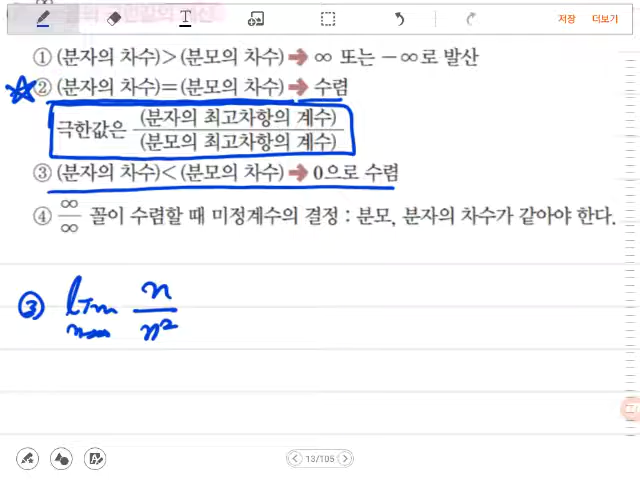 저장 더보기
① (분자의 차수)>(분모의 차수) ➡ ∞ 또는 -∞로 발산
② (분자의 차수)=(분모의 차수) ➡ 수렴
극한값은 (분자의 최고차항의 계수)
(분모의 최고차항의 계수)
③ (분자의 차수)<(분모의 차수) ➡ 0으로 수렴
④ ∞/∞ 꼴이 수렴할 때 미정계수의 결정 : 분모, 분자의 차수가 같아야 한다.
③ lim n→∞ n/n²
13/105